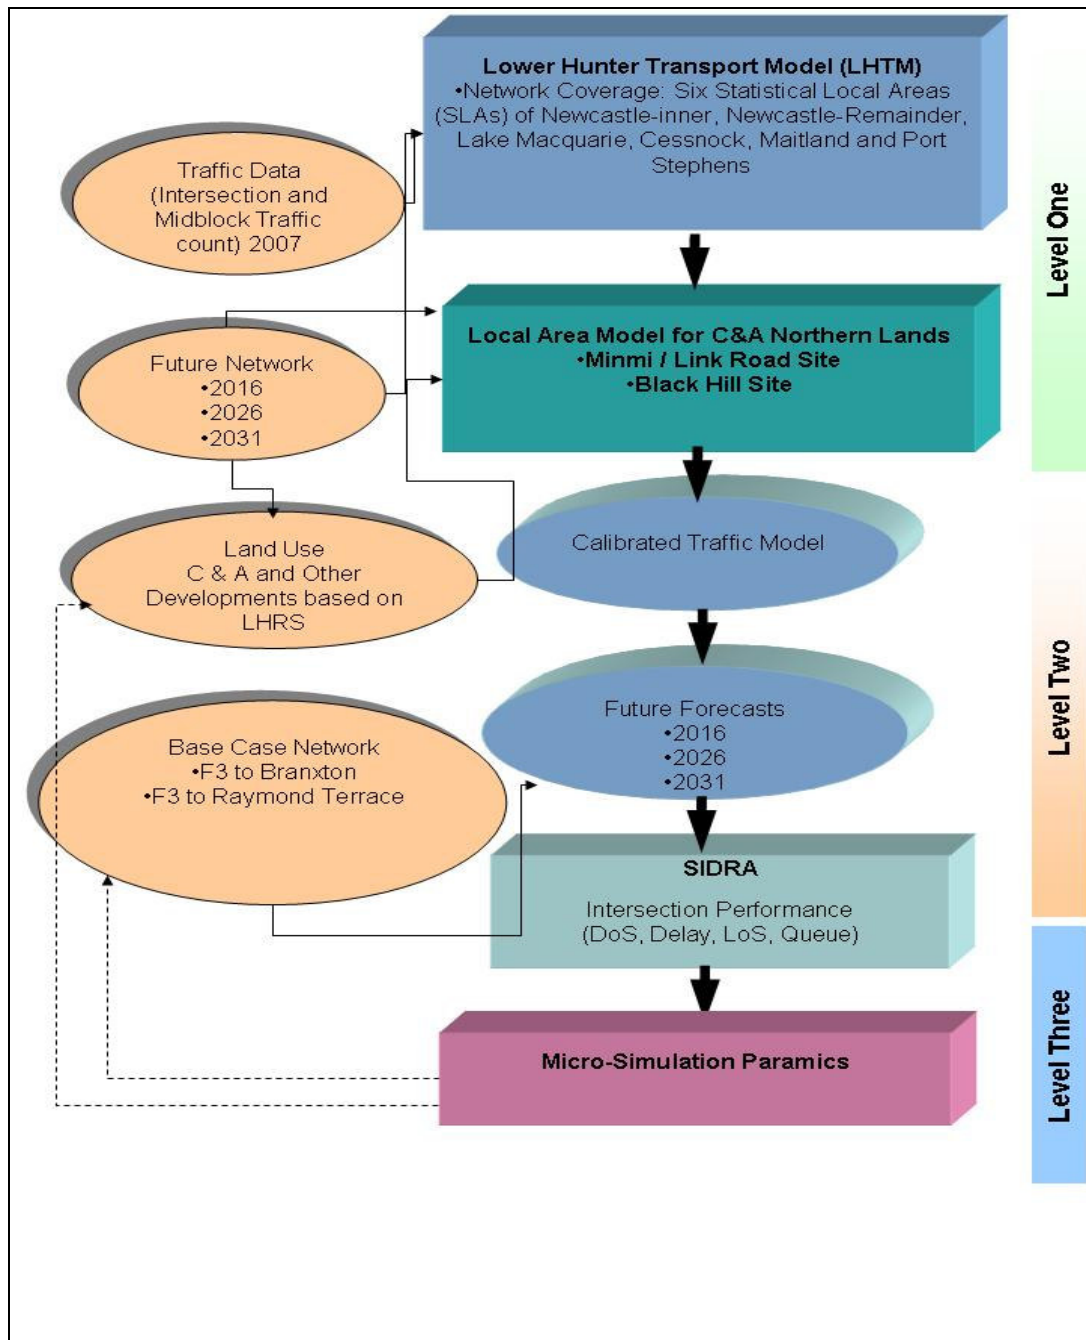 Lower Hunter Transport Model (LHTM)
•Network Coverage: Six Statistical Local Areas
(SLAs) of Newcastle-inner, Newcastle-Remainder,
Lake Macquarie, Cessnock, Maitland and Port
Stephens
Traffic Data
(Intersection and
Midblock Traffic
count) 2007
Level One
Local Area Model for C&A Northern Lands
•Minmi / Link Road Site
•Black Hill Site
Future Network
•2016
•2026
•2031
Calibrated Traffic Model
Land Use
C & A and Other
Developments based on
LHRS
Level Two
Future Forecasts
•2016
•2026
•2031
Base Case Network
•F3 to Branxton
•F3 to Raymond Terrace
SIDRA
Intersection Performance
(DoS, Delay, LoS, Queue)
Micro-Simulation Paramics
Level Three